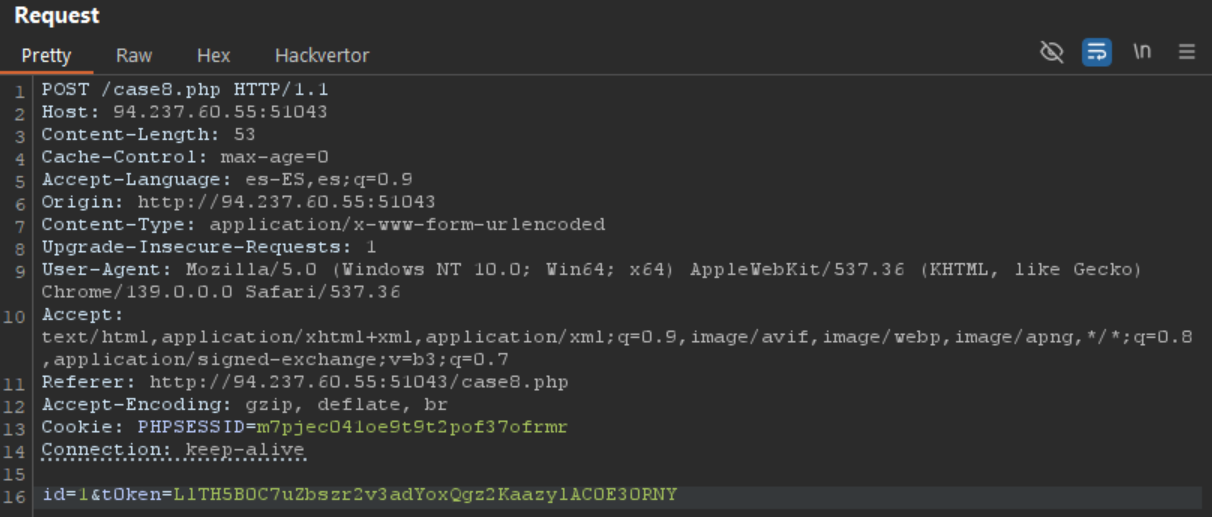 Request
Pretty Raw Hex Hackvertor \n
1 POST /case8.php HTTP/1.1
2 Host: 94.237.60.55:51043
3 Content-Length: 53
4 Cache-Control: max-age=0
5 Accept-Language: es-ES,es;q=0.9
6 Origin: http://94.237.60.55:51043
7 Content-Type: application/x-www-form-urlencoded
8 Upgrade-Insecure-Requests: 1
9 User-Agent: Mozilla/5.0 (Windows NT 10.0; Win64; x64) AppleWebKit/537.36 (KHTML, like Gecko)
Chrome/139.0.0.0 Safari/537.36
10 Accept:
text/html,application/xhtml+xml,application/xml;q=0.9,image/avif,image/webp,image/apng,*/*;q=0.8
,application/signed-exchange;v=b3;q=0.7
11 Referer: http://94.237.60.55:51043/case8.php
12 Accept-Encoding: gzip, deflate, br
13 Cookie: PHPSESSID=m7pjec04loe9t9t2pof37ofrmr
14 Connection: keep-alive
15
16 id=1&t0ken=LlTH5B0C7uZbszr2v3adYoxQgz2KaazylAC0E30RNY